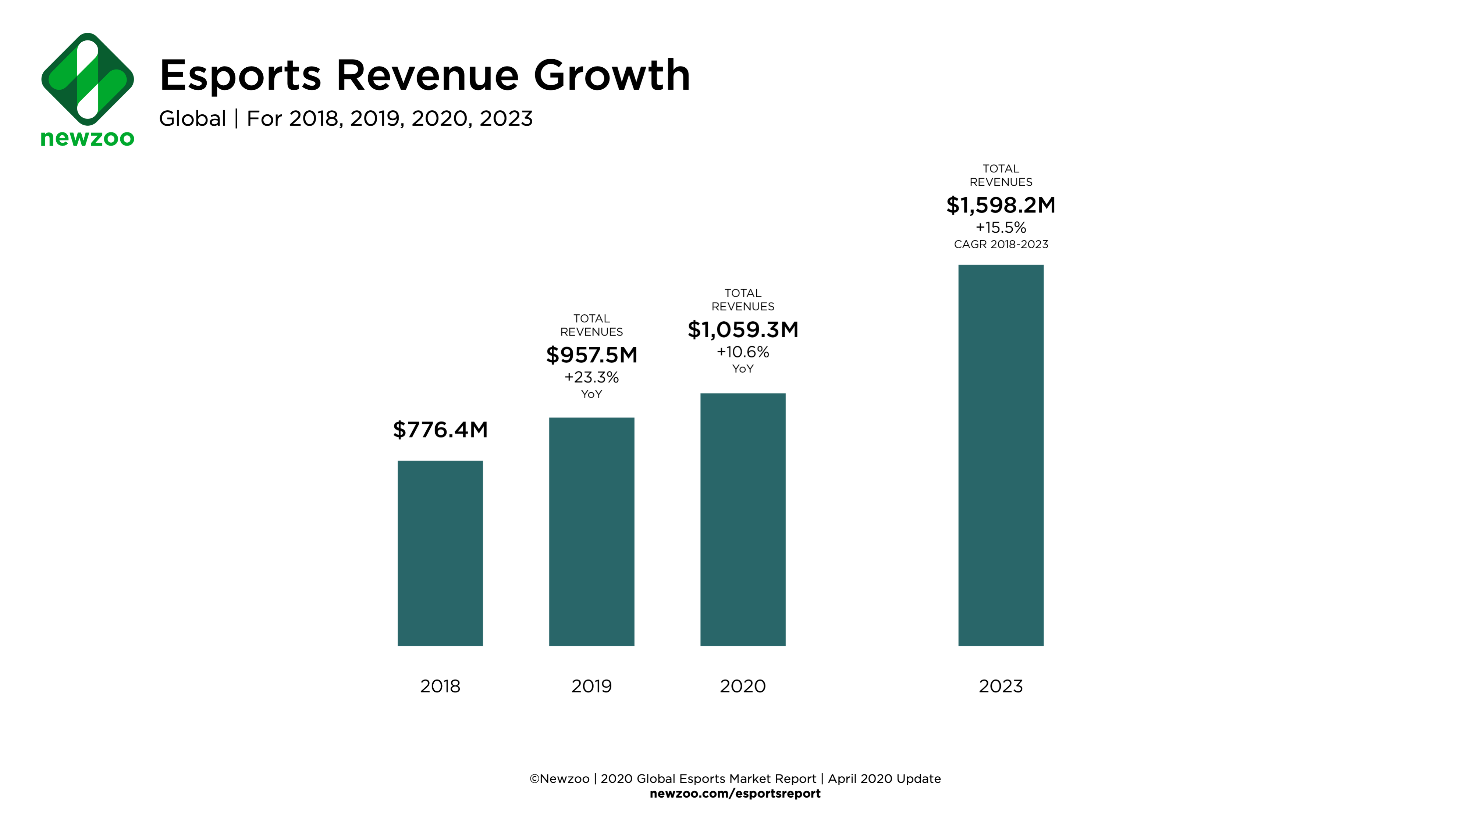 newzoo
Esports Revenue Growth
Global | For 2018, 2019, 2020, 2023
$776.4M
TOTAL
REVENUES
$957.5M
+23.3%
YoY
TOTAL
REVENUES
$1,059.3M
+10.6%
YoY
TOTAL
REVENUES
$1,598.2M
+15.5%
CAGR 2018-2023
2018
2019
2020
2023
©Newzoo | 2020 Global Esports Market Report | April 2020 Update
newzoo.com/esportsreport